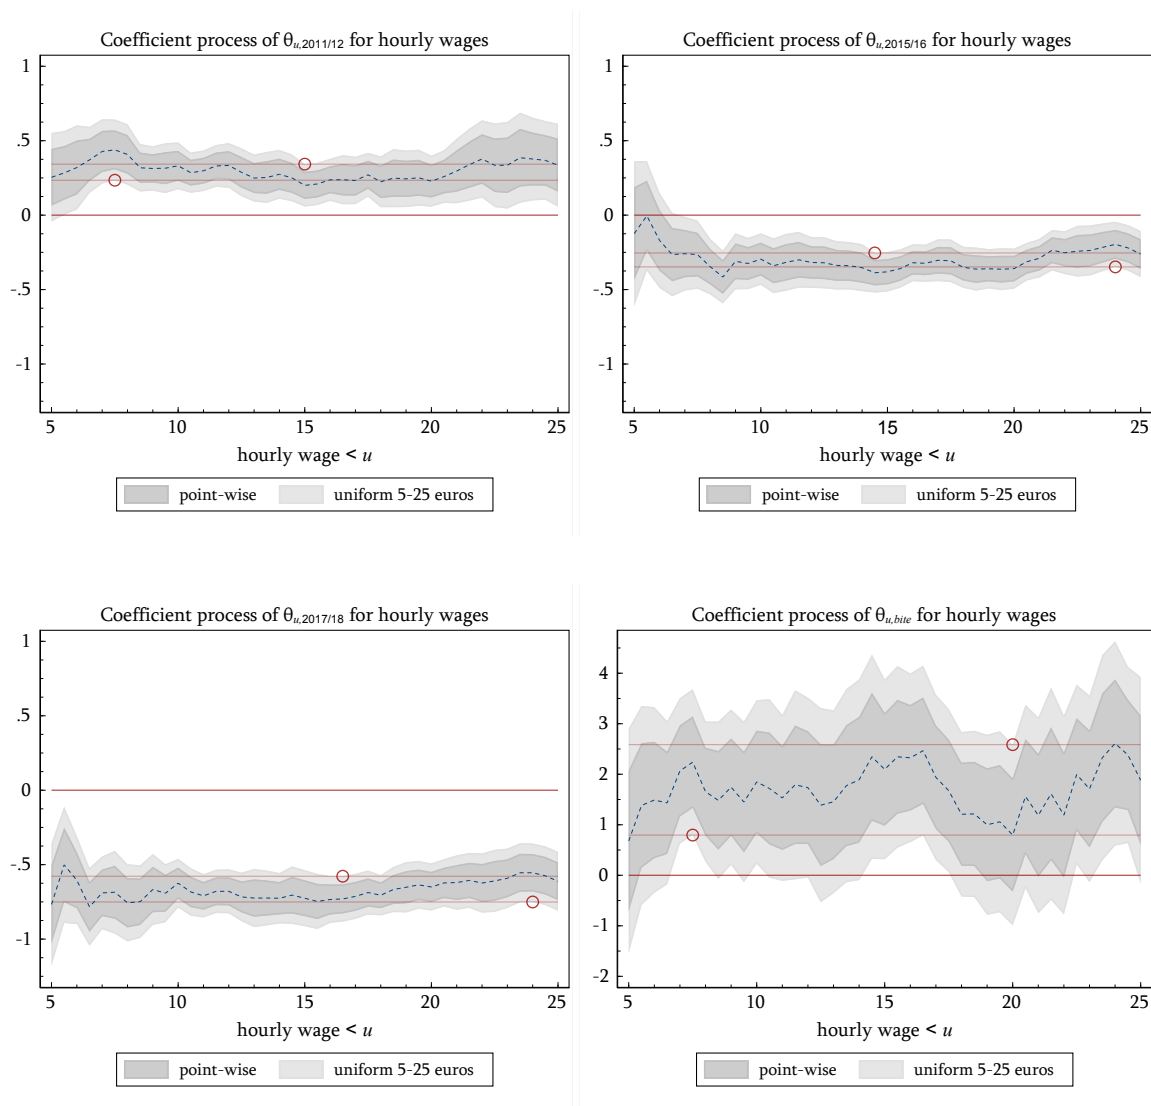 Coefficient process of θu,2011/12 for hourly wages
1
.5
0
-.5
-1
5 10 15 20 25
hourly wage < u
point-wise uniform 5-25 euros
Coefficient process of θu,2015/16 for hourly wages
1
.5
0
-.5
-1
5 10 15 20 25
hourly wage < u
point-wise uniform 5-25 euros
Coefficient process of θu,2017/18 for hourly wages
1
.5
0
-.5
-1
5 10 15 20 25
hourly wage < u
point-wise uniform 5-25 euros
Coefficient process of θu,bite for hourly wages
4
3
2
1
0
-1
-2
5 10 15 20 25
hourly wage < u
point-wise uniform 5-25 euros